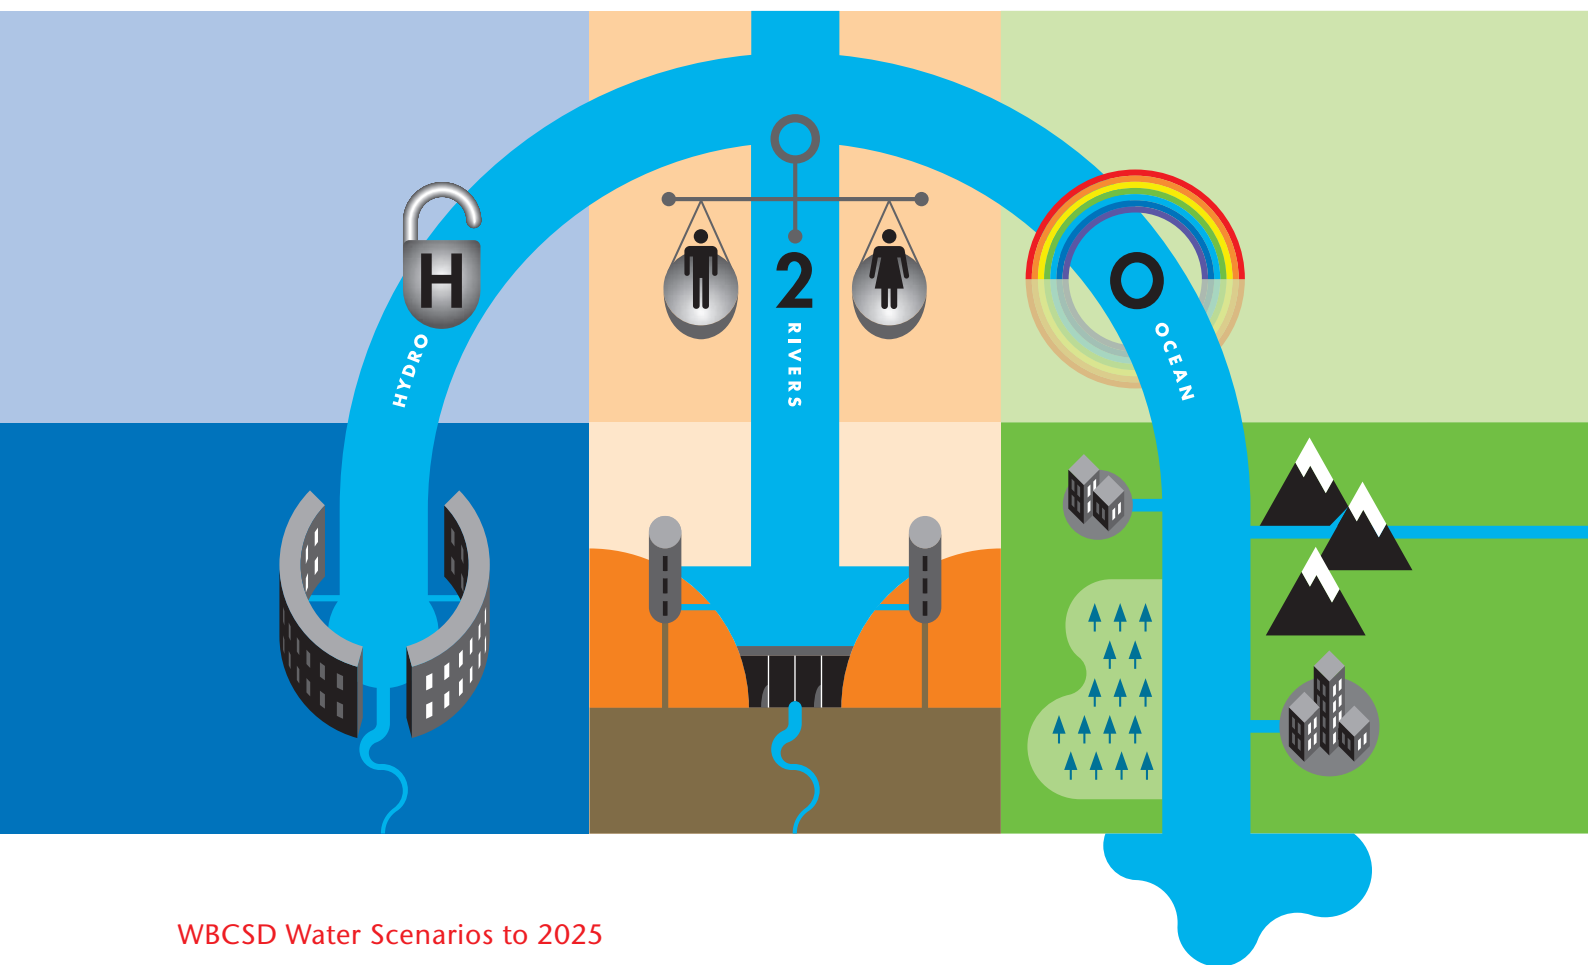 H
HYDRO
2
RIVERS
O
OCEAN
WBCSD Water Scenarios to 2025